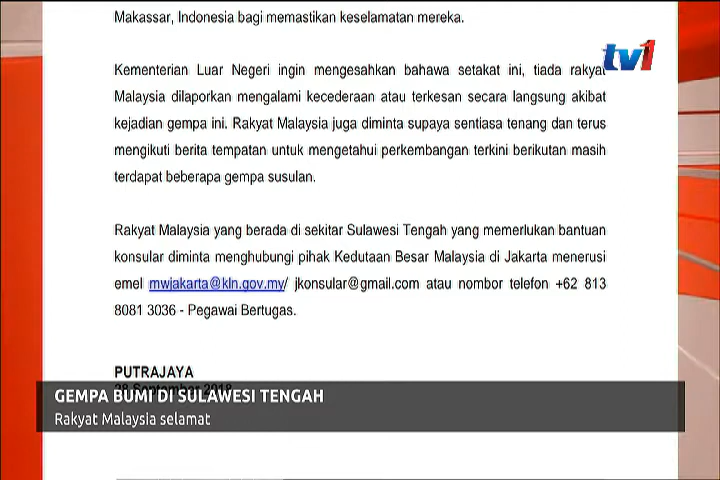 Makassar, Indonesia bagi memastikan keselamatan mereka.
tv1
Kementerian Luar Negeri ingin mengesahkan bahawa setakat ini, tiada rakyat
Malaysia dilaporkan mengalami kecederaan atau terkesan secara langsung akibat
kejadian gempa ini. Rakyat Malaysia juga diminta supaya sentiasa tenang dan terus
mengikuti berita tempatan untuk mengetahui perkembangan terkini berikutan masih
terdapat beberapa gempa susulan.
Rakyat Malaysia yang berada di sekitar Sulawesi Tengah yang memerlukan bantuan
konsular diminta menghubungi pihak Kedutaan Besar Malaysia di Jakarta menerusi
emel mwjakarta@kln.gov.my/ jkonsular@gmail.com atau nombor telefon +62 813
8081 3036 - Pegawai Bertugas.
PUTRAJAYA
28 September 2018
GEMPA BUMI DI SULAWESI TENGAH
Rakyat Malaysia selamat